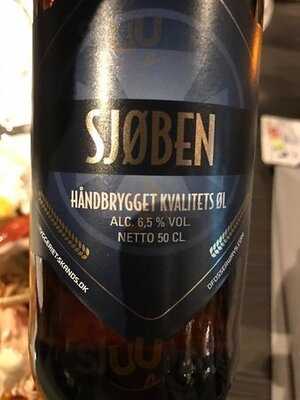 SJØBEN
HÅNDBRYGGET KVALITETS ØL
ALC. 6,5 % VOL.
NETTO 50 CL.